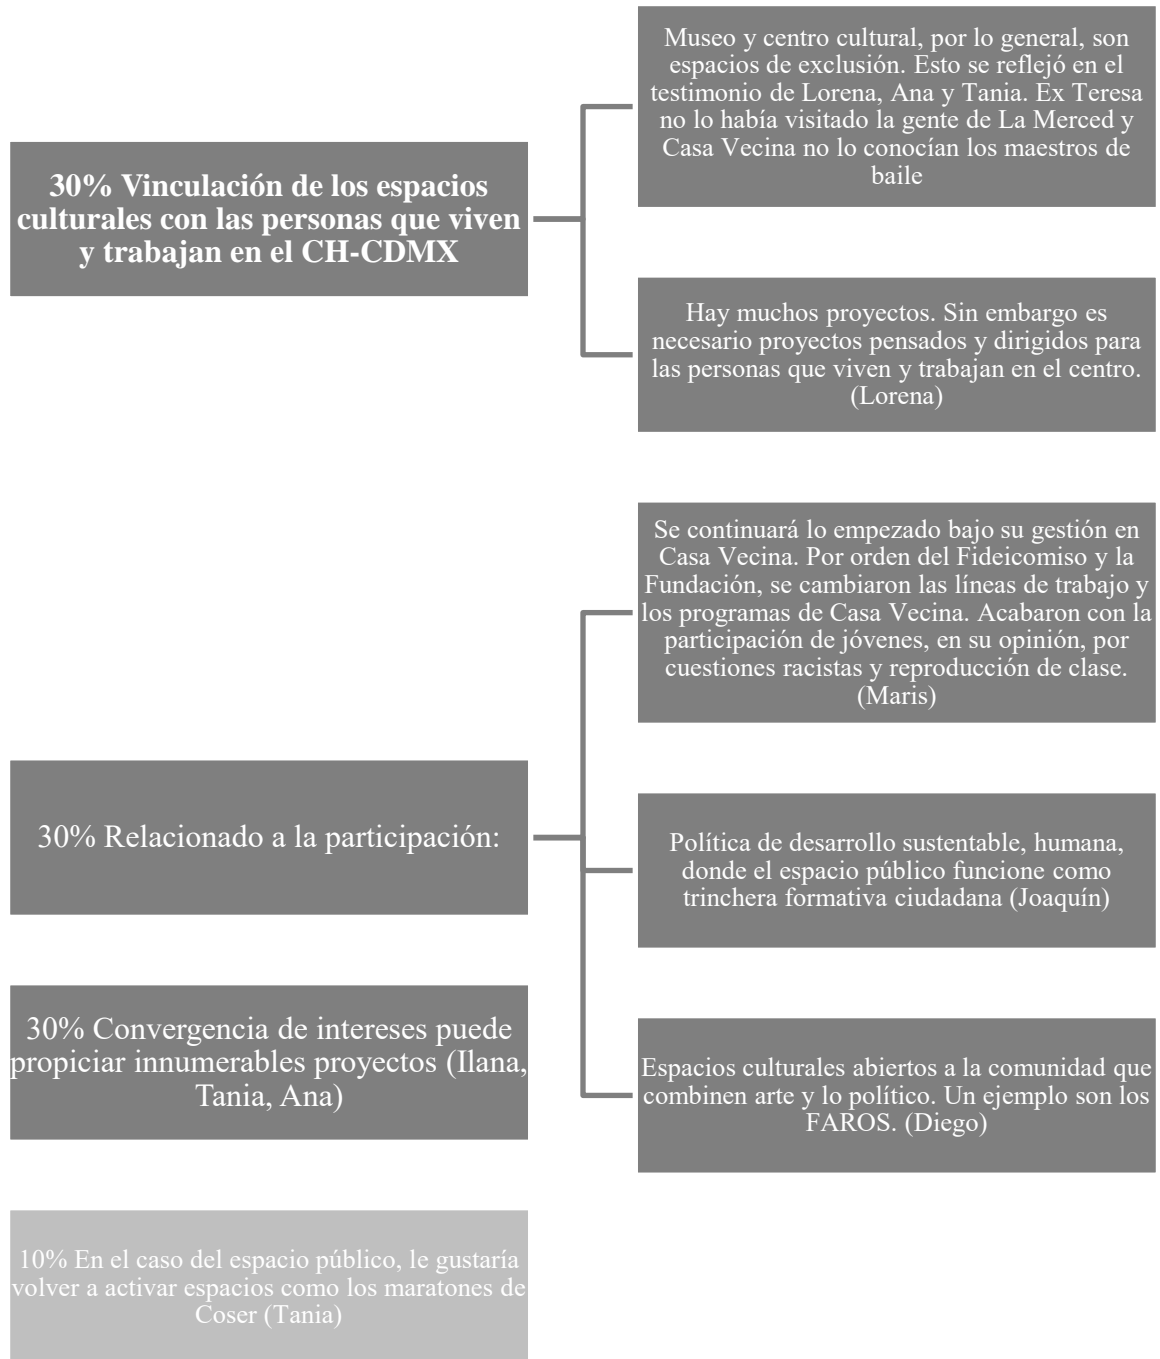 30% Vinculación de los espacios
culturales con las personas que viven
y trabajan en el CH-CDMX
Museo y centro cultural, por lo general, son
espacios de exclusión. Esto se reflejó en el
testimonio de Lorena, Ana y Tania. Ex Teresa
no lo había visitado la gente de La Merced y
Casa Vecina no lo conocían los maestros de
baile
Hay muchos proyectos. Sin embargo es
necesario proyectos pensados y dirigidos para
las personas que viven y trabajan en el centro.
(Lorena)
30% Relacionado a la participación:
Se continuará lo empezado bajo su gestión en
Casa Vecina. Por orden del Fideicomiso y la
Fundación, se cambiaron las líneas de trabajo y
los programas de Casa Vecina. Acabaron con la
participación de jóvenes, en su opinión, por
cuestiones racistas y reproducción de clase.
(Maris)
Política de desarrollo sustentable, humana,
donde el espacio público funcione como
trinchera formativa ciudadana (Joaquín)
Espacios culturales abiertos a la comunidad que
combinen arte y lo político. Un ejemplo son los
FAROS. (Diego)
30% Convergencia de intereses puede
propiciar innumerables proyectos (Ilana,
Tania, Ana)
10% En el caso del espacio público, le gustaría
volver a activar espacios como los maratones de
Coser (Tania)